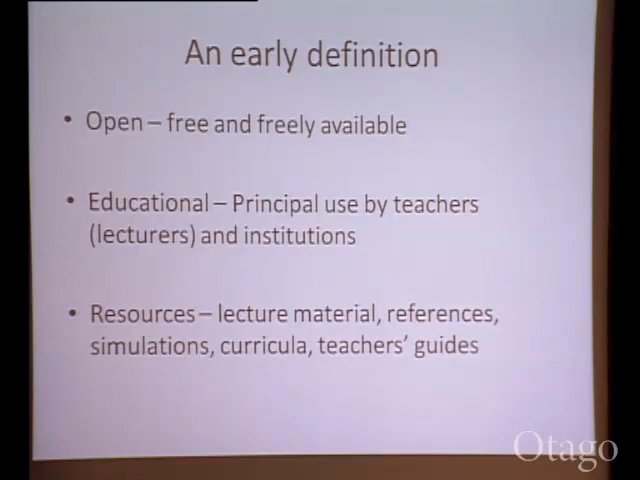 An early definition
• Open – free and freely available
• Educational – Principal use by teachers
(lecturers) and institutions
• Resources – lecture material, references,
simulations, curricula, teachers' guides
Otago